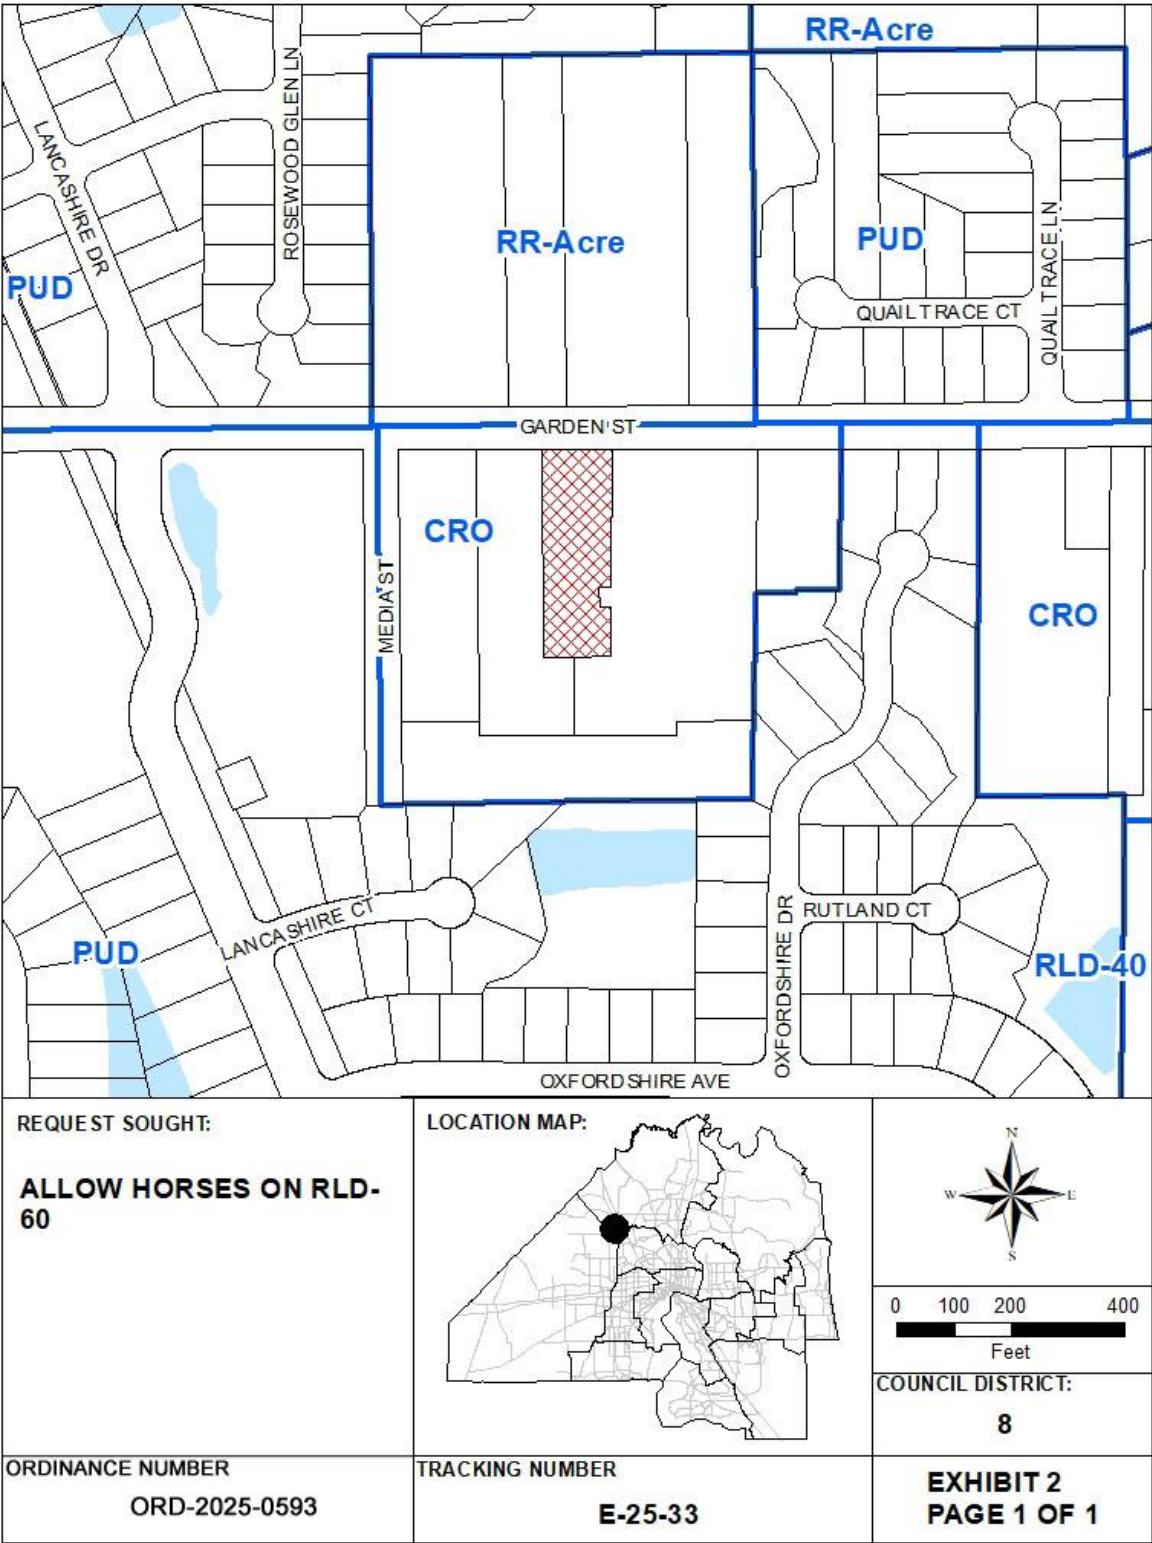 RR-Acre
LANCASHIRE DR
ROSEWOOD GLEN LN
RR-Acre
PUD
QUAIL TRACE LN
PUD
QUAIL TRACE CT
GARDEN ST
CRO
MEDIA ST
CRO
LANCASHIRE CT
OXFORDSHIRE DR
RUTLAND CT
PUD
RLD-40
OXFORDSHIRE AVE
REQUEST SOUGHT:
ALLOW HORSES ON RLD-
60
LOCATION MAP:
N
W
E
S
0 100 200 400
Feet
COUNCIL DISTRICT:
8
ORDINANCE NUMBER
ORD-2025-0593
TRACKING NUMBER
E-25-33
EXHIBIT 2
PAGE 1 OF 1